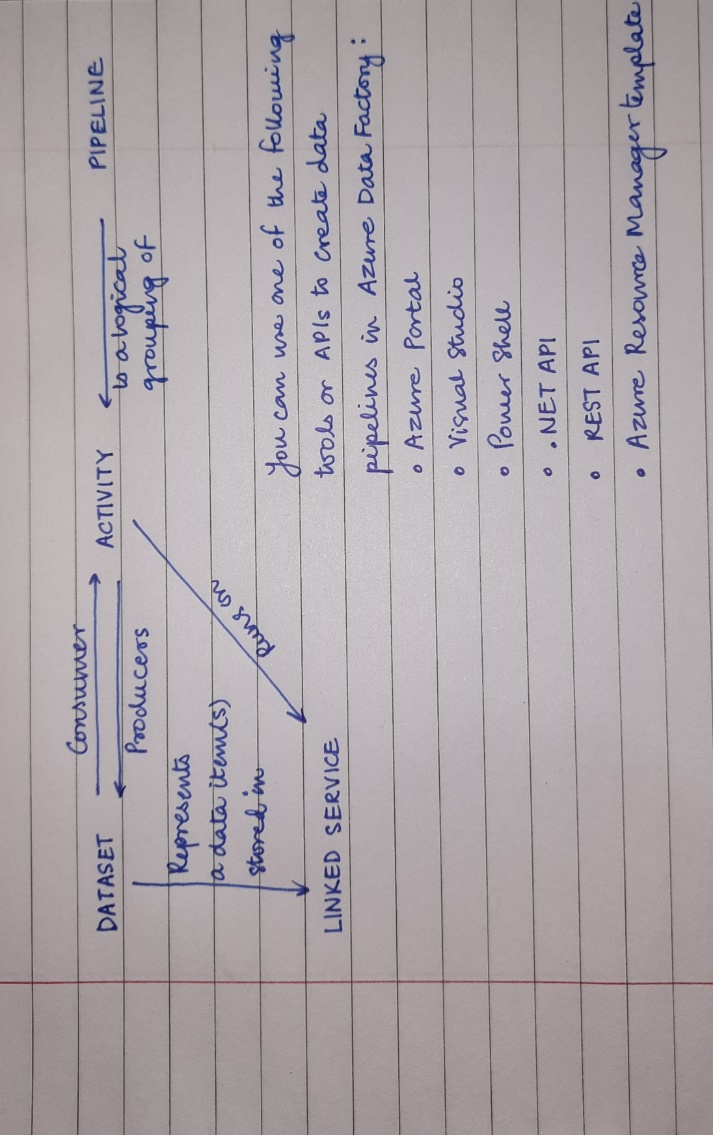 Consumer
DATASET ACTIVITY PIPELINE
Producers
is a logical
grouping of
Represents
a data item(s)
stored in
Runs on
LINKED SERVICE
You can use one of the following
tools or APIs to create data
pipelines in Azure Data Factory:
• Azure Portal
• Visual Studio
• Power Shell
• .NET API
• REST API
• Azure Resource Manager template